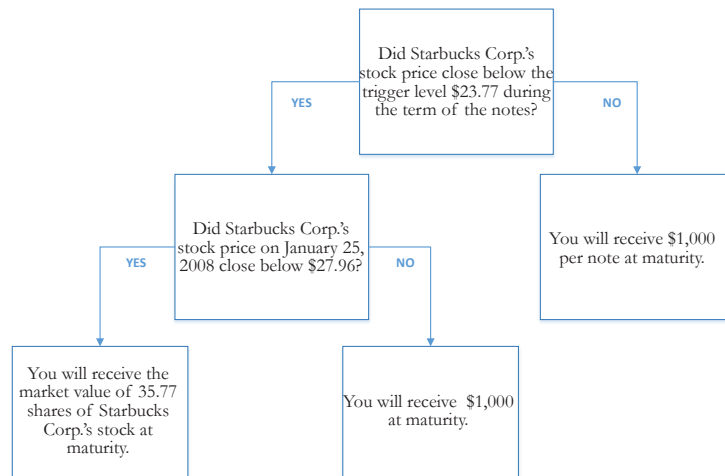 Did Starbucks Corp.'s
stock price close below the
trigger level $23.77 during
the term of the notes?
YES
NO
Did Starbucks Corp.'s
stock price on January 25,
2008 close below $27.96?
You will receive $1,000
per note at maturity.
YES
NO
You will receive the
market value of 35.77
shares of Starbucks
Corp.'s stock at
maturity.
You will receive $1,000
at maturity.